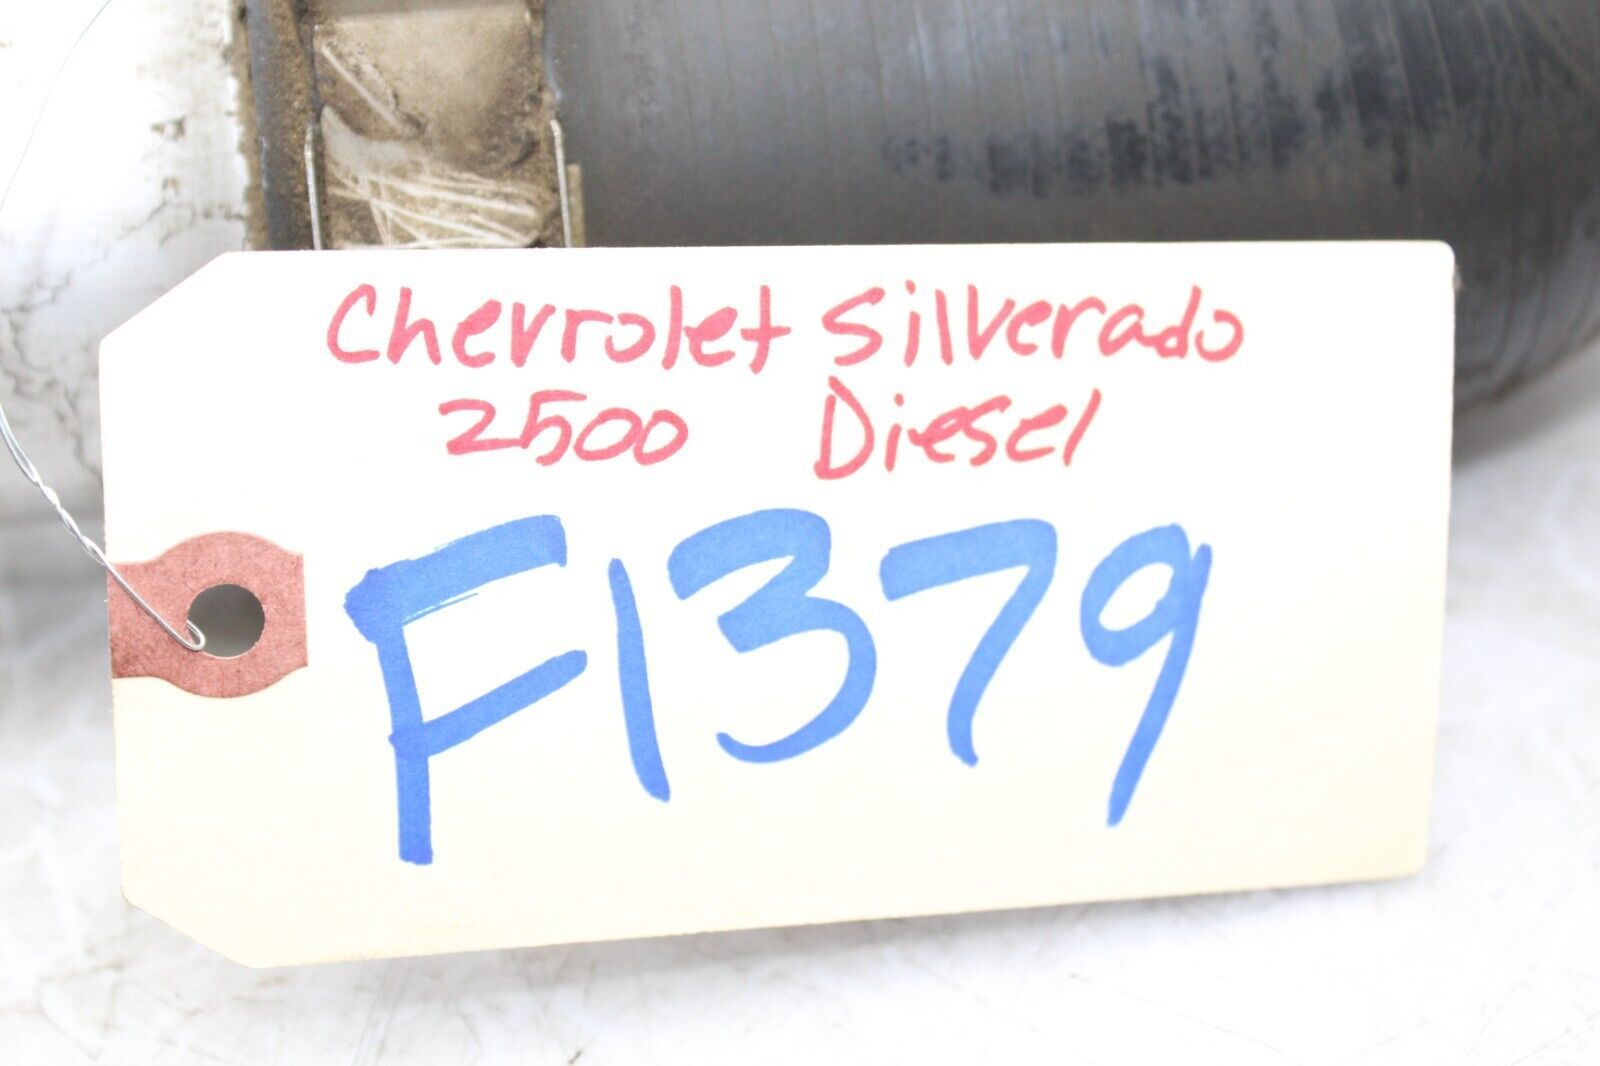 Chevrolet Silverado
2500 Diesel
F1379